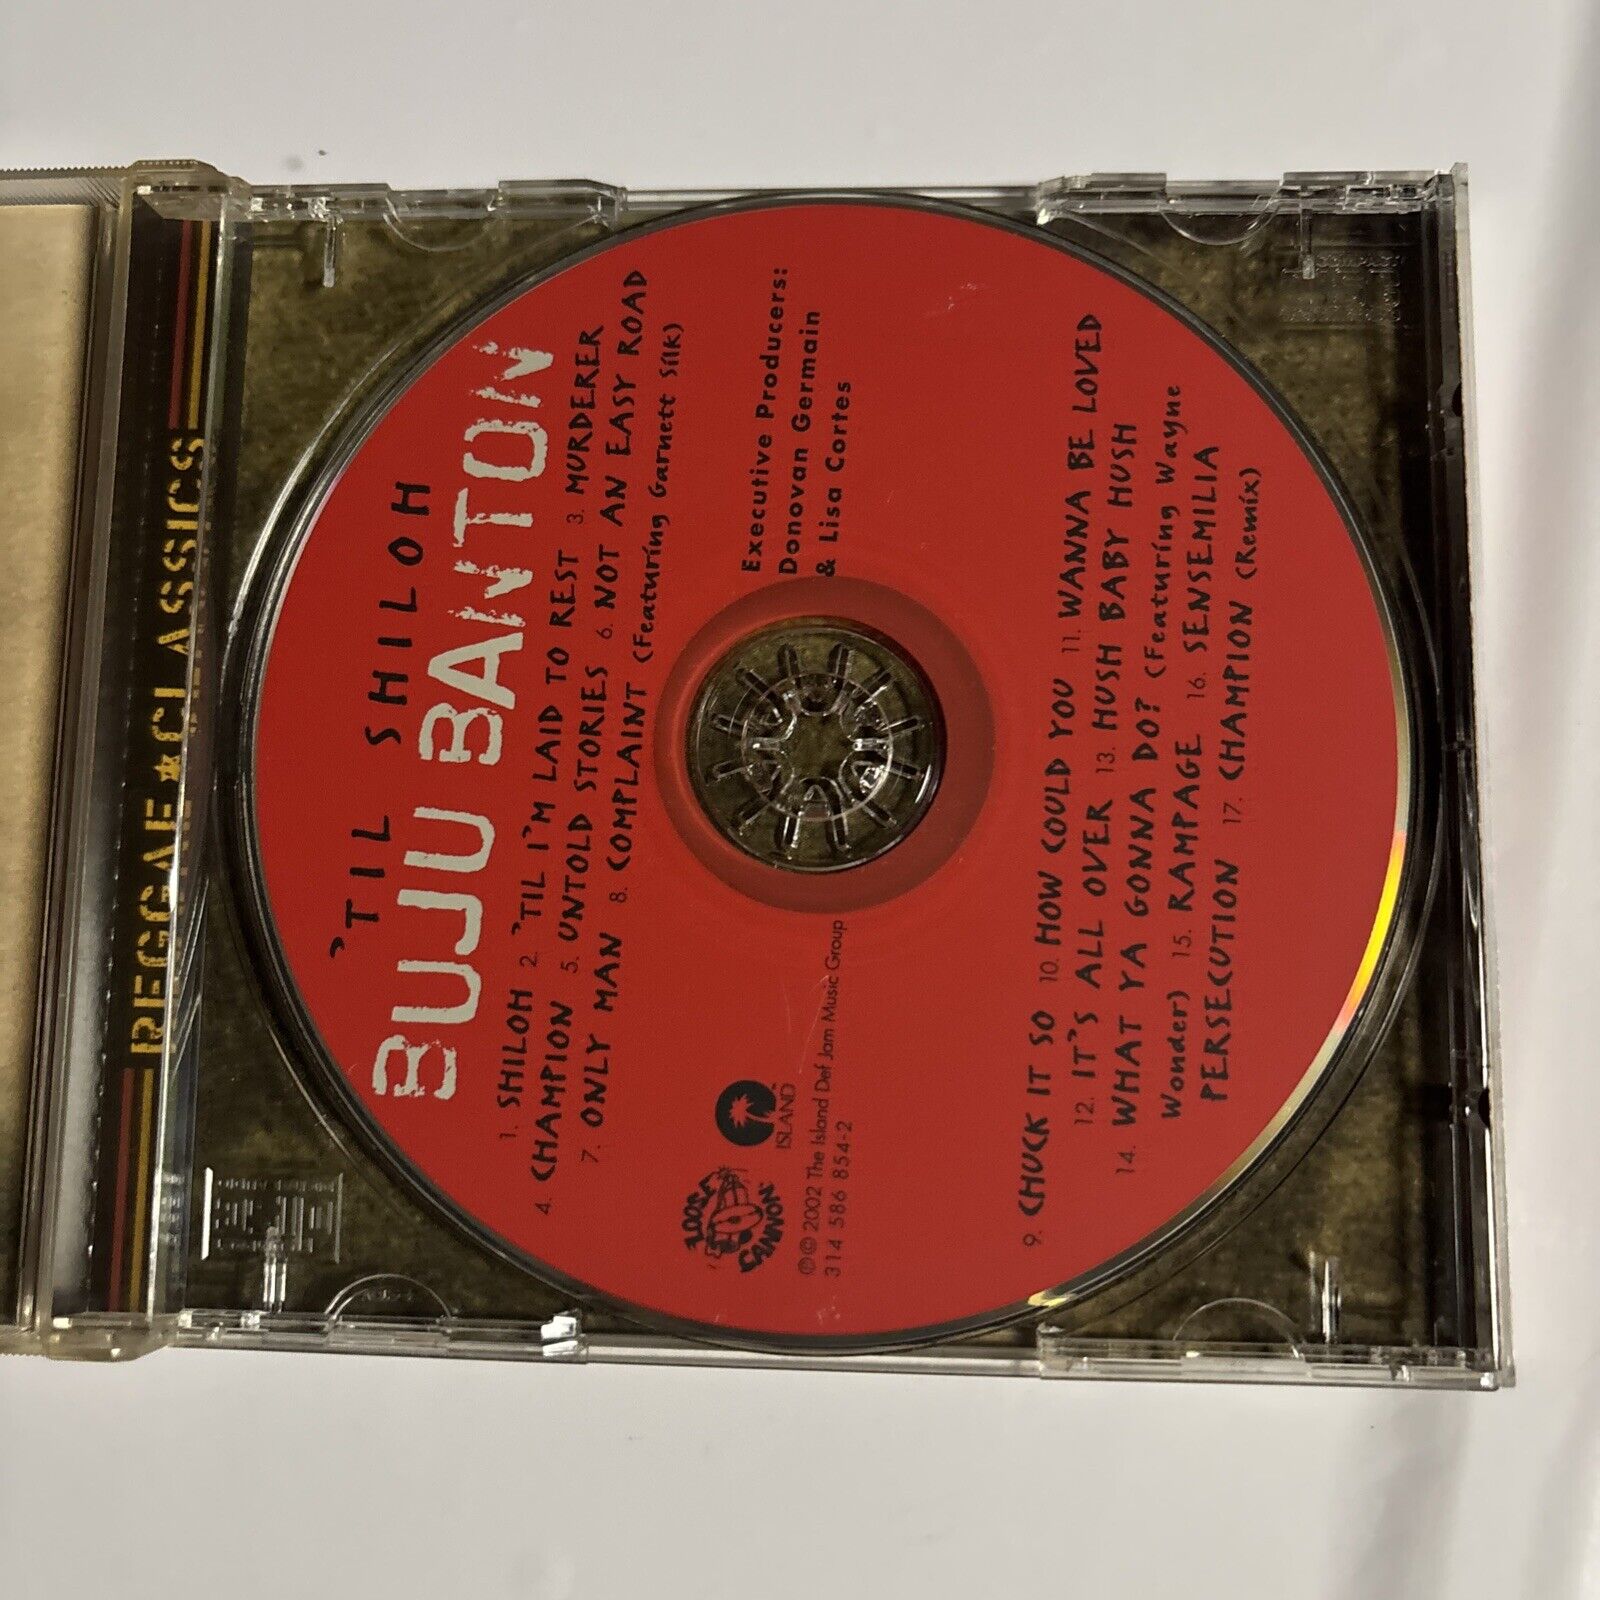 REGGAE★CLASSICS
'TIL SHILOH
BUJU BANTON
1. SHILOH 2. 'TIL I'M LAID TO REST 3. MURDERER
4. CHAMPION 5. UNTOLD STORIES 6. NOT AN EASY ROAD
7. ONLY MAN 8. COMPLAINT (Featuring Garnett Silk)
Executive Producers:
Donovan Germain
& Lisa Cortes
LOOSE
CANNON™
ISLAND™
℗© 2002 The Island Def Jam Music Group
314 586 854-2
9. CHUCK IT SO 10. HOW COULD YOU 11. WANNA BE LOVED
12. IT'S ALL OVER 13. HUSH BABY HUSH
14. WHAT YA GONNA DO? (Featuring Wayne
Wonder) 15. RAMPAGE 16. SENSEMILIA
PERSECUTION 17. CHAMPION (Remix)
COMPACT